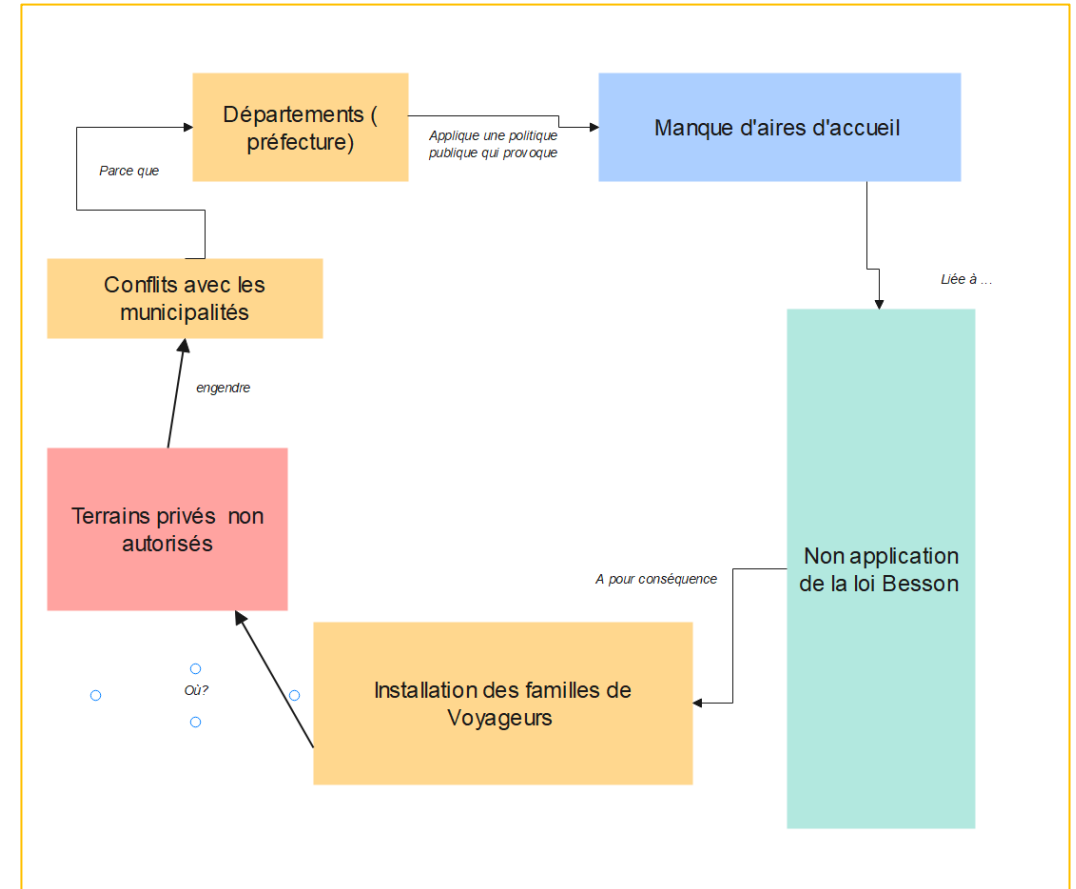 Départements (
préfecture)
Applique une politique
publique qui provoque
Manque d'aires d'accueil
Parce que
Liée à ...
Conflits avec les
municipalités
engendre
Terrains privés  non
autorisés
Non application
de la loi Besson
A pour conséquence
Où?
Installation des familles de
Voyageurs